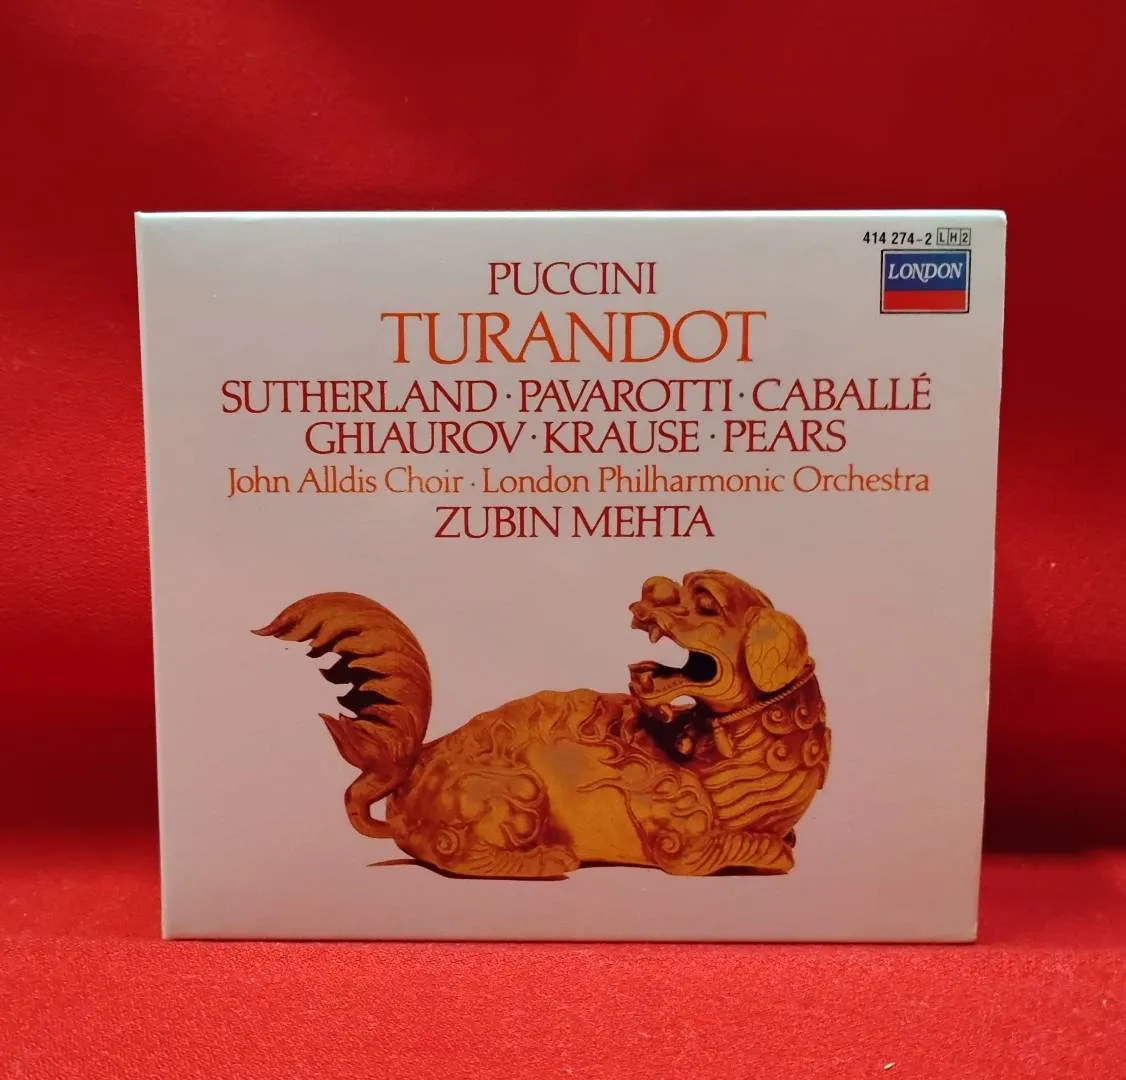 414 274-2 LH2
LONDON
PUCCINI
TURANDOT
SUTHERLAND · PAVAROTTI · CABALLÉ
GHIAUROV · KRAUSE · PEARS
John Alldis Choir · London Philharmonic Orchestra
ZUBIN MEHTA